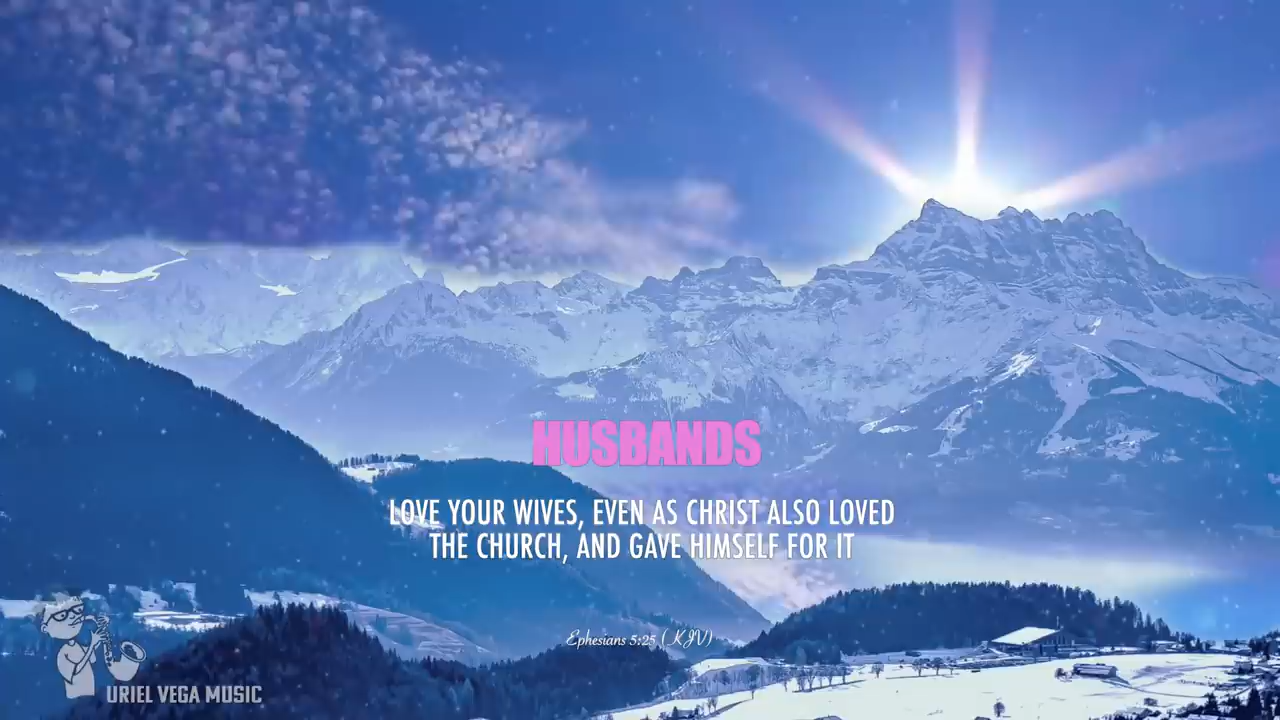 HUSBANDS
LOVE YOUR WIVES, EVEN AS CHRIST ALSO LOVED
THE CHURCH, AND GAVE HIMSELF FOR IT
Ephesians 5:25 (KJV)
URIEL VEGA MUSIC